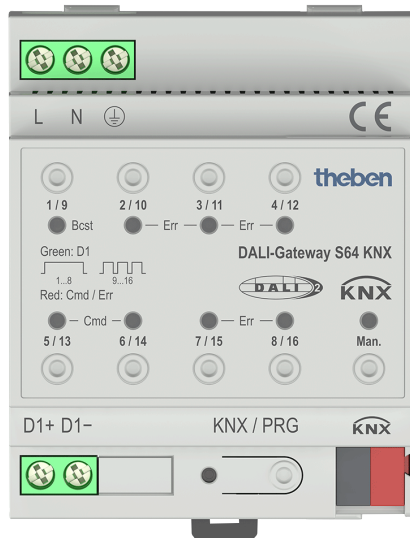 L N
CE
theben
1 / 9 2 / 10 3 / 11 4 / 12
Bcst Err Err
Green: D1
1...8 9...16
Red: Cmd / Err
DALI-Gateway S64 KNX
DALI 2 KNX
Cmd Err
5 / 13 6 / 14 7 / 15 8 / 16 Man.
D1+ D1− KNX / PRG KNX